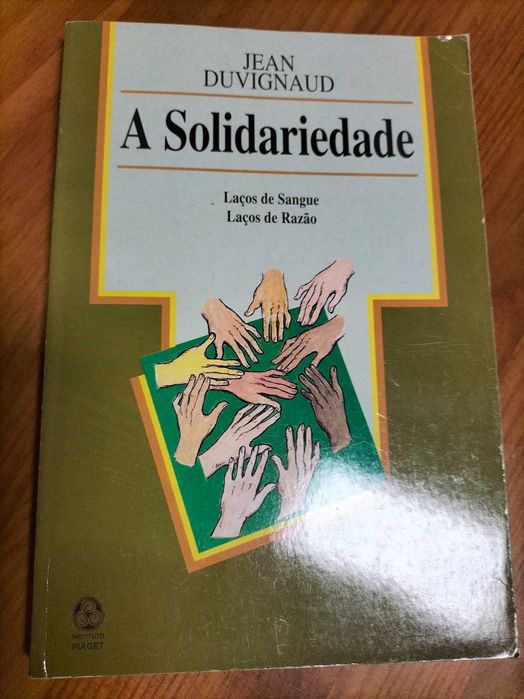 JEAN
DUVIGNAUD
A Solidariedade
Laços de Sangue
Laços de Razão
INSTITUTO
PIAGET